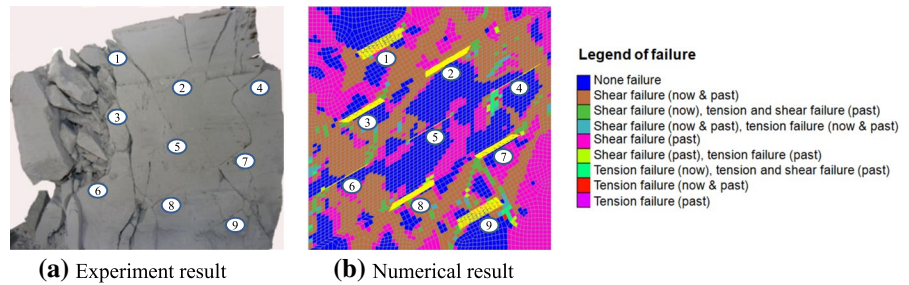 1
2
3
4
5
6
7
8
9
(a) Experiment result
1
2
3
4
5
6
7
8
9
(b) Numerical result
Legend of failure
None failure
Shear failure (now & past)
Shear failure (now), tension and shear failure (past)
Shear failure (now & past), tension failure (now & past)
Shear failure (past)
Shear failure (past), tension failure (past)
Tension failure (now), tension and shear failure (past)
Tension failure (now & past)
Tension failure (past)